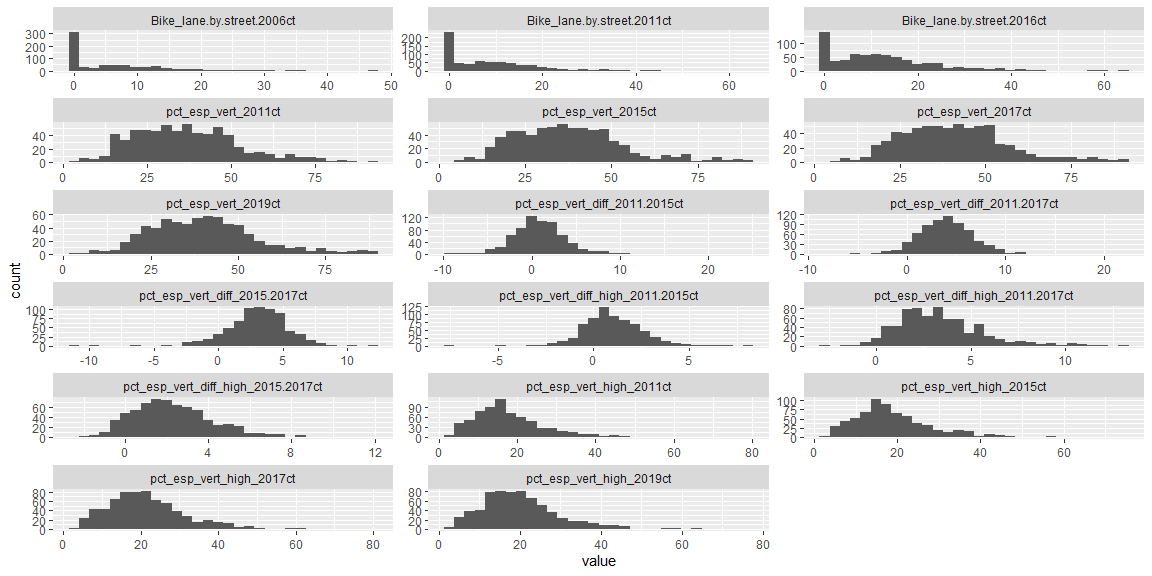 Bike_lane.by.street.2006ct
300
200
100
0
0 10 20 30 40 50
Bike_lane.by.street.2011ct
200
150
100
50
0
0 20 40 60
Bike_lane.by.street.2016ct
100
50
0
0 20 40 60
pct_esp_vert_2011ct
40
20
0
0 25 50 75
pct_esp_vert_2015ct
40
20
0
0 25 50 75
pct_esp_vert_2017ct
40
20
0
0 25 50 75
pct_esp_vert_2019ct
60
40
20
0
0 25 50 75
pct_esp_vert_diff_2011.2015ct
120
80
40
0
-10 0 10 20
pct_esp_vert_diff_2011.2017ct
120
90
60
30
0
-10 0 10 20
pct_esp_vert_diff_2015.2017ct
100
75
50
25
0
-10 -5 0 5 10
pct_esp_vert_diff_high_2011.2015ct
125
100
75
50
25
0
-5 0 5
pct_esp_vert_diff_high_2011.2017ct
80
60
40
20
0
0 5 10
pct_esp_vert_diff_high_2015.2017ct
60
40
20
0
0 4 8 12
pct_esp_vert_high_2011ct
90
60
30
0
0 20 40 60 80
pct_esp_vert_high_2015ct
100
75
50
25
0
0 20 40 60
pct_esp_vert_high_2017ct
80
60
40
20
0
0 20 40 60 80
pct_esp_vert_high_2019ct
80
60
40
20
0
0 20 40 60 80
count
value